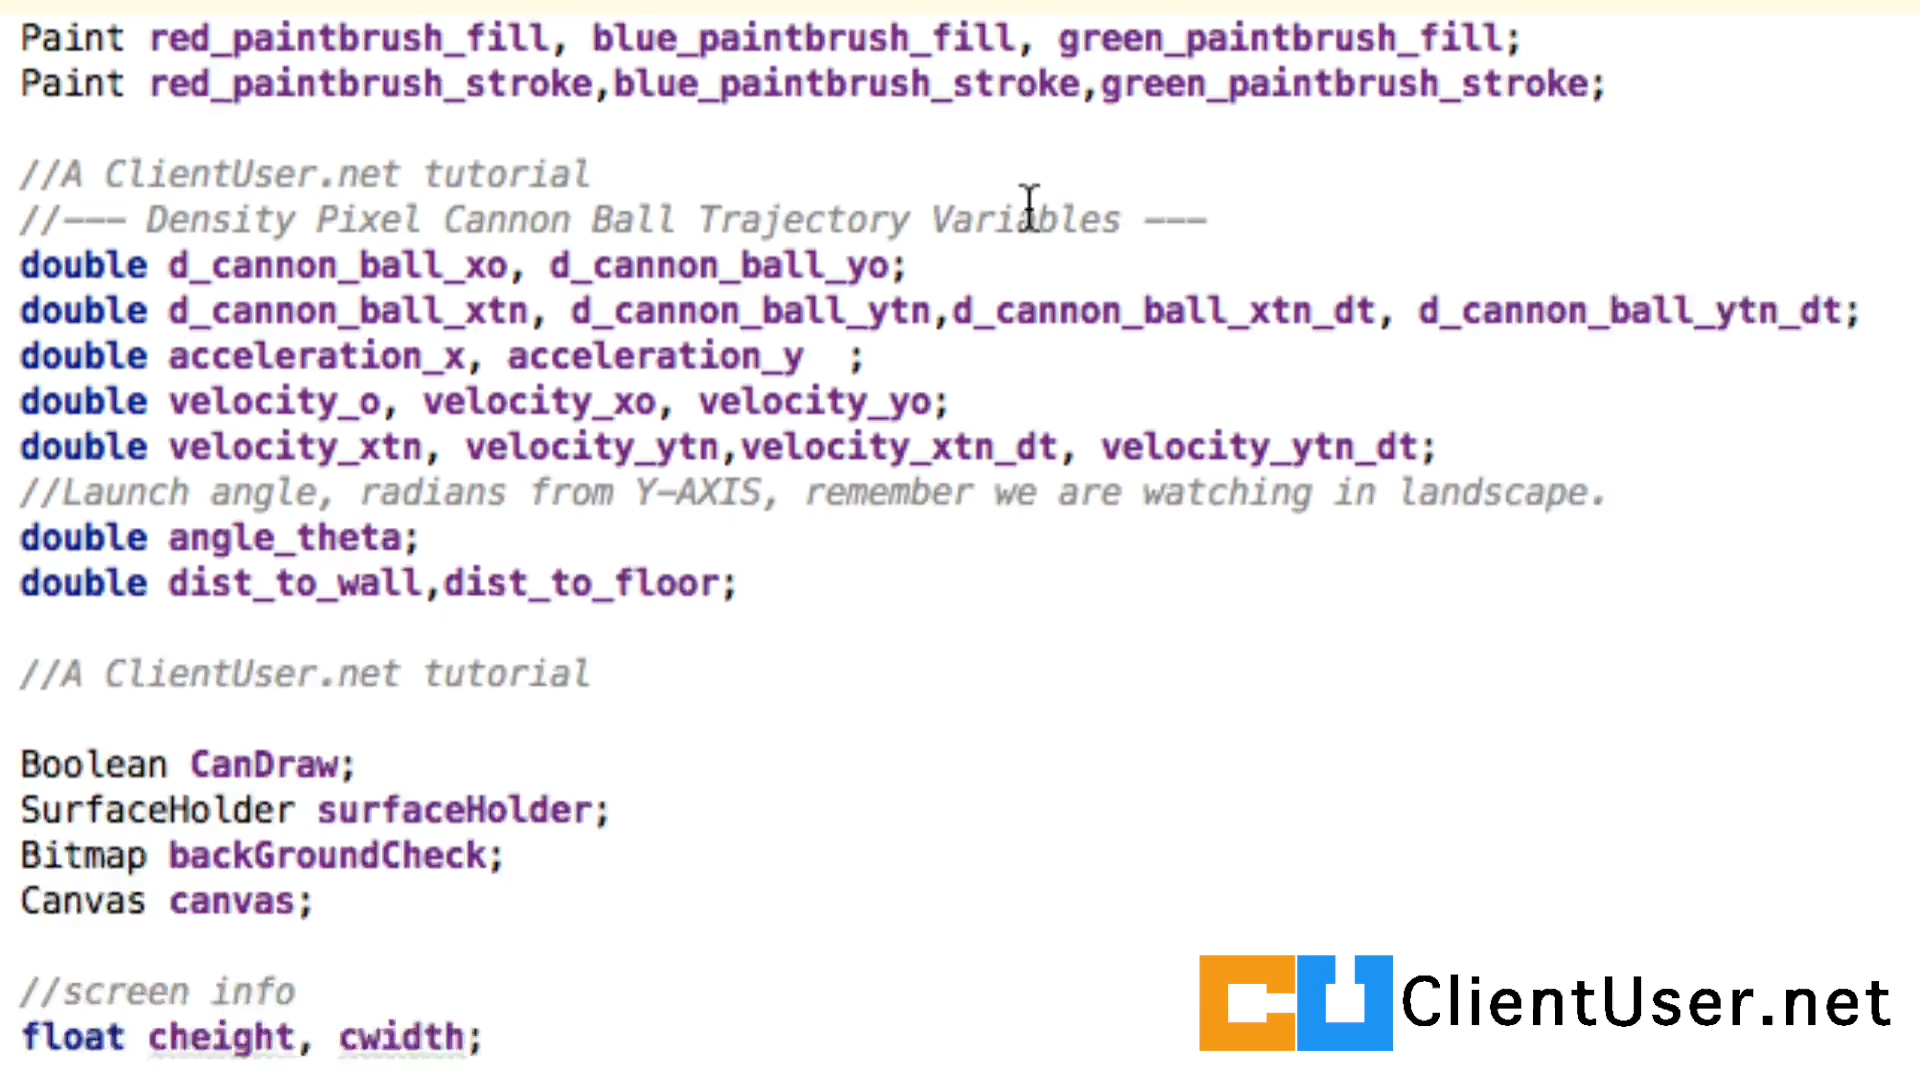 Paint red_paintbrush_fill, blue_paintbrush_fill, green_paintbrush_fill;
Paint red_paintbrush_stroke,blue_paintbrush_stroke,green_paintbrush_stroke;
//A ClientUser.net tutorial
//--- Density Pixel Cannon Ball Trajectory Variables ---
double d_cannon_ball_xo, d_cannon_ball_yo;
double d_cannon_ball_xtn, d_cannon_ball_ytn,d_cannon_ball_xtn_dt, d_cannon_ball_ytn_dt;
double acceleration_x, acceleration_y  ;
double velocity_o, velocity_xo, velocity_yo;
double velocity_xtn, velocity_ytn,velocity_xtn_dt, velocity_ytn_dt;
//Launch angle, radians from Y-AXIS, remember we are watching in landscape.
double angle_theta;
double dist_to_wall,dist_to_floor;
//A ClientUser.net tutorial
Boolean CanDraw;
SurfaceHolder surfaceHolder;
Bitmap backGroundCheck;
Canvas canvas;
//screen info
float cheight, cwidth;
CU ClientUser.net